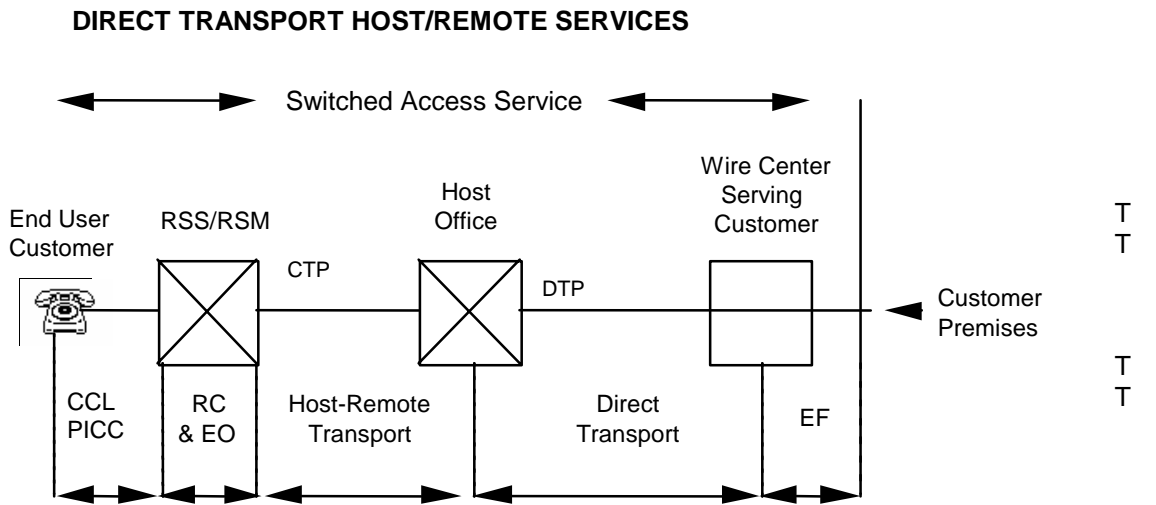 DIRECT TRANSPORT HOST/REMOTE SERVICES
Switched Access Service
Wire Center
Serving
Customer
Host
Office
End User
Customer
RSS/RSM
T
T
CTP
DTP
Customer
Premises
CCL
PICC
RC
& EO
Host-Remote
Transport
Direct
Transport
EF
T
T